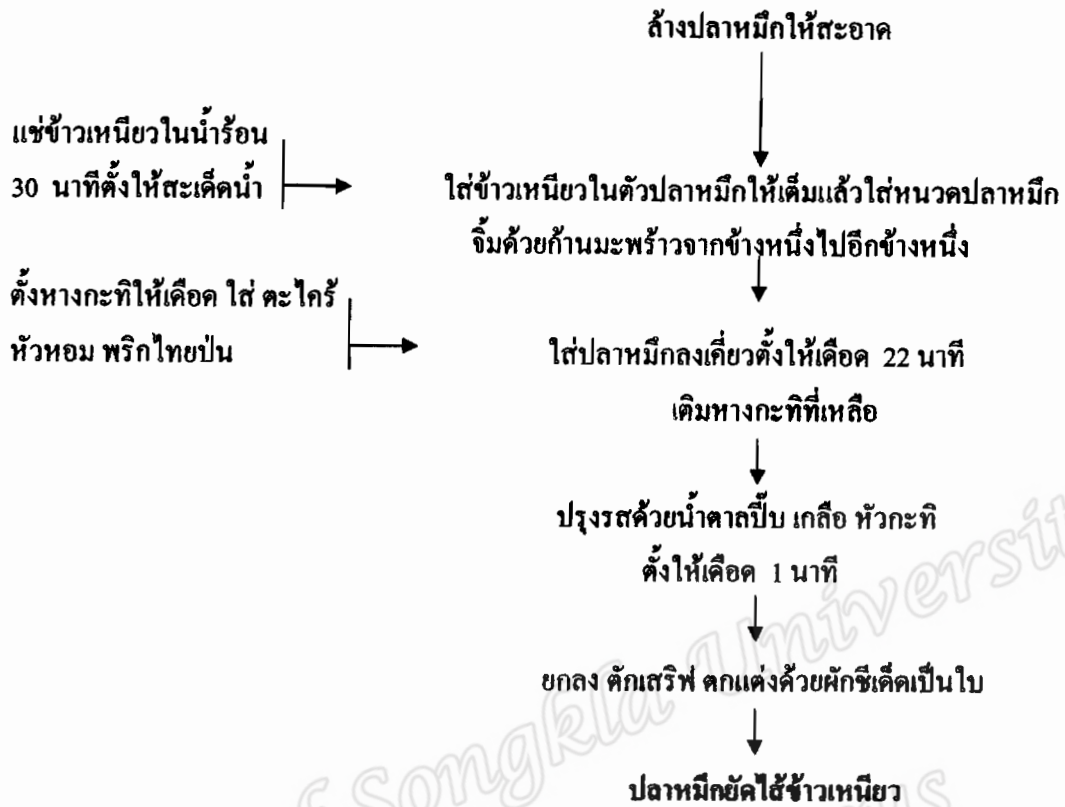 ล้างปลาหมึกให้สะอาด
แช่ข้าวเหนียวในน้ำร้อน
30 นาทีตั้งให้สะเด็ดน้ำ
ใส่ข้าวเหนียวในตัวปลาหมึกให้เต็มแล้วใส่หนวดปลาหมึก
จิ้มด้วยก้านมะพร้าวจากข้างหนึ่งไปอีกข้างหนึ่ง
ตั้งหางกะทิให้เดือด ใส่ ตะไคร้
หัวหอม พริกไทยป่น
ใส่ปลาหมึกลงเคี่ยวตั้งให้เดือด 22 นาที
เติมหางกะทิที่เหลือ
ปรุงรสด้วยน้ำตาลปี๊บ เกลือ หัวกะทิ
ตั้งให้เดือด 1 นาที
ยกลง ตักเสริฟ ตกแต่งด้วยผักชีเด็ดเป็นใบ
ปลาหมึกยัดไส้ข้าวเหนียว
Songkla Universit